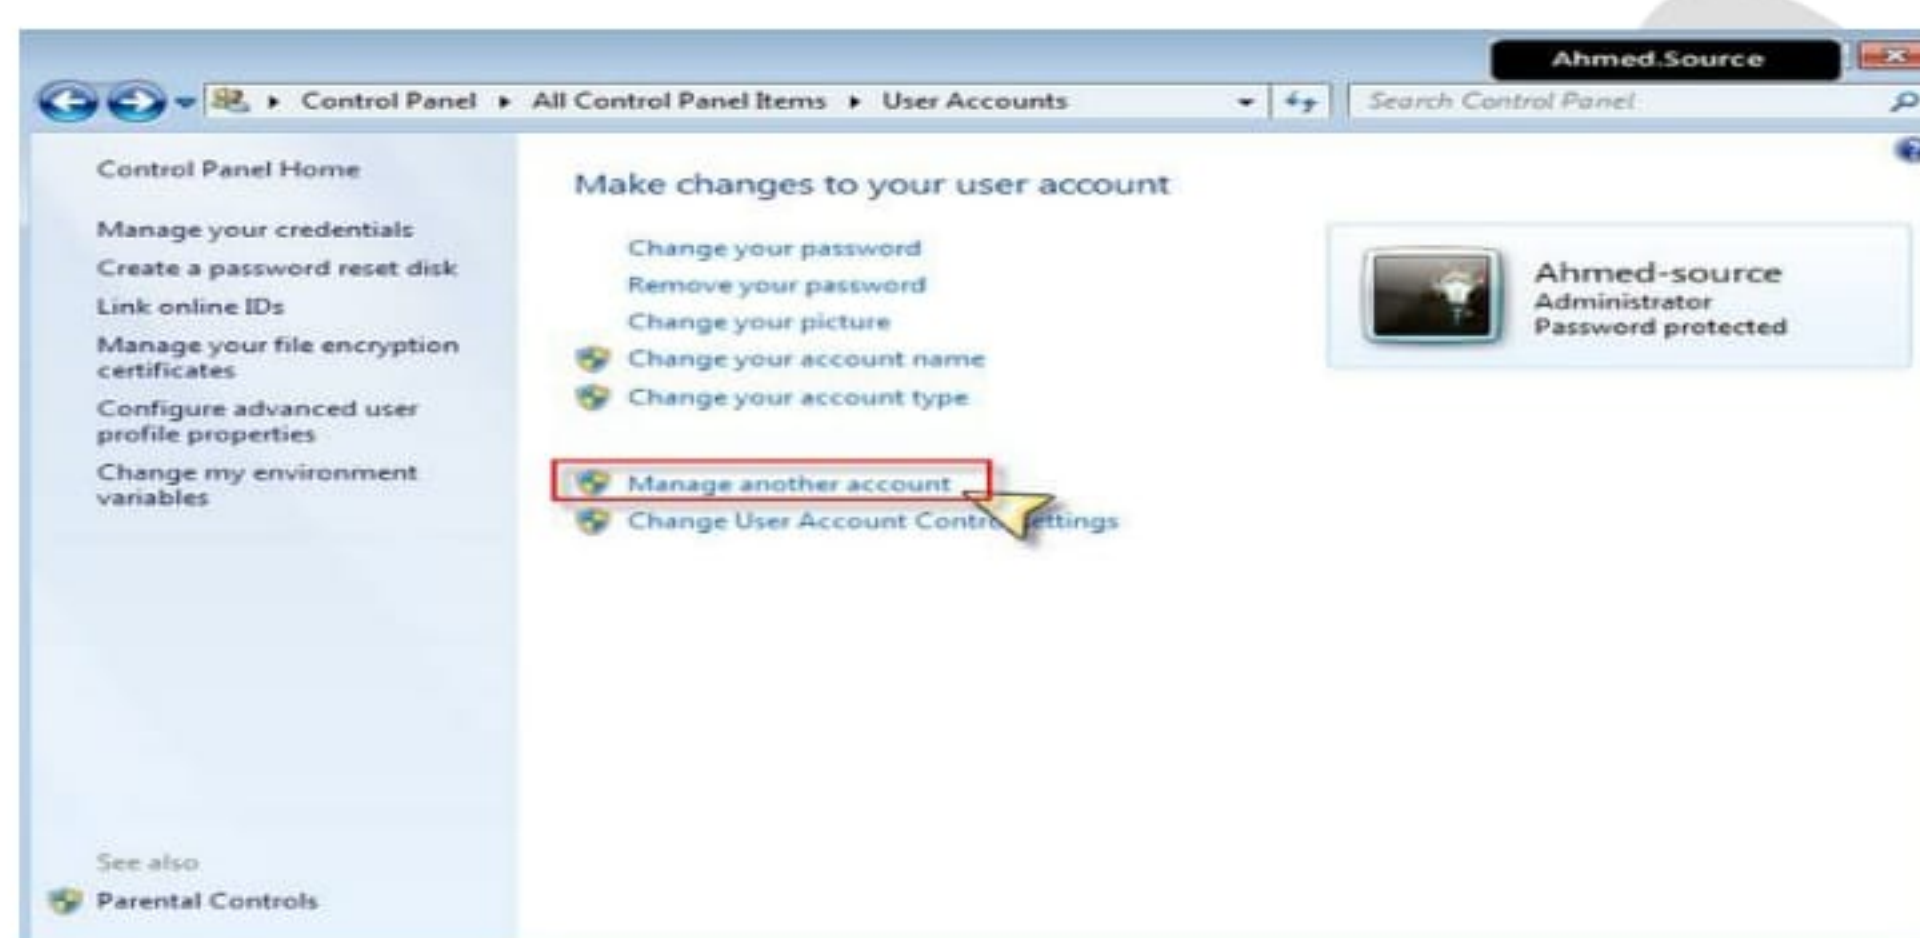 Ahmed.Source
Control Panel All Control Panel Items User Accounts
Search Control Panel
Control Panel Home
Manage your credentials
Create a password reset disk
Link online IDs
Manage your file encryption
certificates
Configure advanced user
profile properties
Change my environment
variables
See also
Parental Controls
Make changes to your user account
Change your password
Remove your password
Change your picture
Change your account name
Change your account type
Manage another account
Change User Account Control ettings
Ahmed-source
Administrator
Password protected